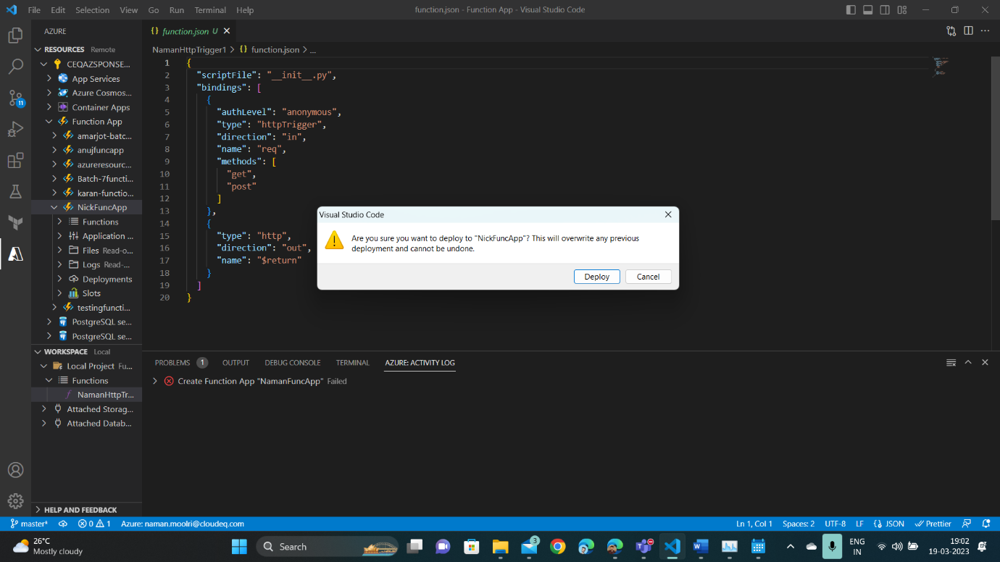 File Edit Selection View Go Run Terminal Help
function.json - Function App - Visual Studio Code
AZURE
RESOURCES Remote
CEQAZSPONSE...
App Services
Azure Cosmos...
Container Apps
Function App
amarjot-batc...
anujfuncapp
azureresourc...
Batch-7functi...
karan-functio...
NickFuncApp
Functions
Application ...
Files Read-o...
Logs Read-...
Deployments
Slots
testingfuncti...
PostgreSQL se...
PostgreSQL se...
WORKSPACE Local
Local Project Fu...
Functions
NamanHttpTr...
Attached Storag...
Attached Datab...
HELP AND FEEDBACK
11
{} function.json U
NamanHttpTrigger1 > {} function.json > ...
1 {
2 "scriptFile": "__init__.py",
3 "bindings": [
4 {
5 "authLevel": "anonymous",
6 "type": "httpTrigger",
7 "direction": "in",
8 "name": "req",
9 "methods": [
10 "get",
11 "post"
12 ]
13 },
14 {
15 "type": "http",
16 "direction": "out",
17 "name": "$return"
18 }
19 ]
20 }
Visual Studio Code
Are you sure you want to deploy to "NickFuncApp"? This will overwrite any previous
deployment and cannot be undone.
Deploy Cancel
PROBLEMS 1 OUTPUT DEBUG CONSOLE TERMINAL AZURE: ACTIVITY LOG
Create Function App "NamanFuncApp" Failed
master* 0 1 Azure: naman.moolri@cloudeq.com Ln 1, Col 1 Spaces: 2 UTF-8 LF {} JSON Prettier
26°C
Mostly cloudy
Search
3
ENG
IN
19:02
19-03-2023